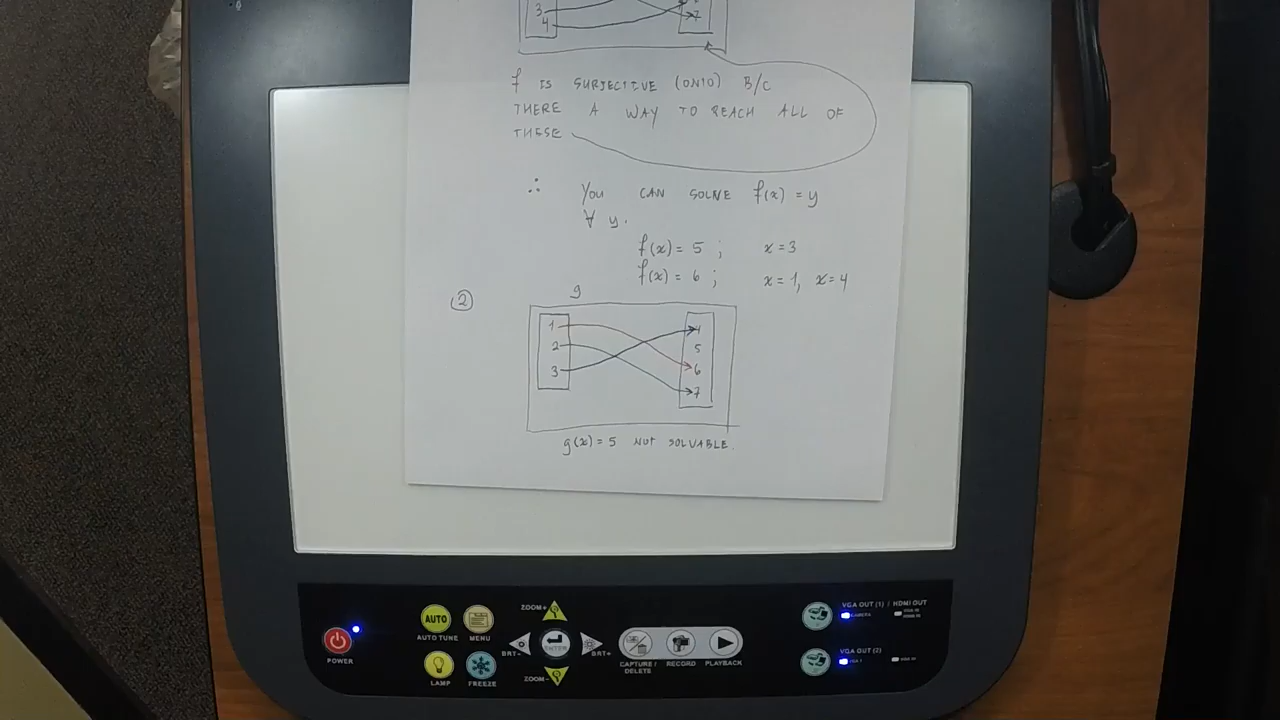 3
4
7
f IS SURJECTIVE (ONTO) B/C
THERE A WAY TO REACH ALL OF
THESE
∴ YOU CAN SOLVE f(x) = y
∀ y.
f(x) = 5 ; x = 3
f(x) = 6 ; x = 1, x = 4
② g
1 4
2 5
3 6
7
g(x) = 5 NOT SOLVABLE.
POWER
AUTO
AUTO TUNE
MENU
LAMP
FREEZE
ZOOM+
BRT-
ENTER
BRT+
ZOOM-
CAPTURE /
DELETE
RECORD
PLAYBACK
VGA OUT (1) / HDMI OUT
CAMERA
VGA OUT (2)